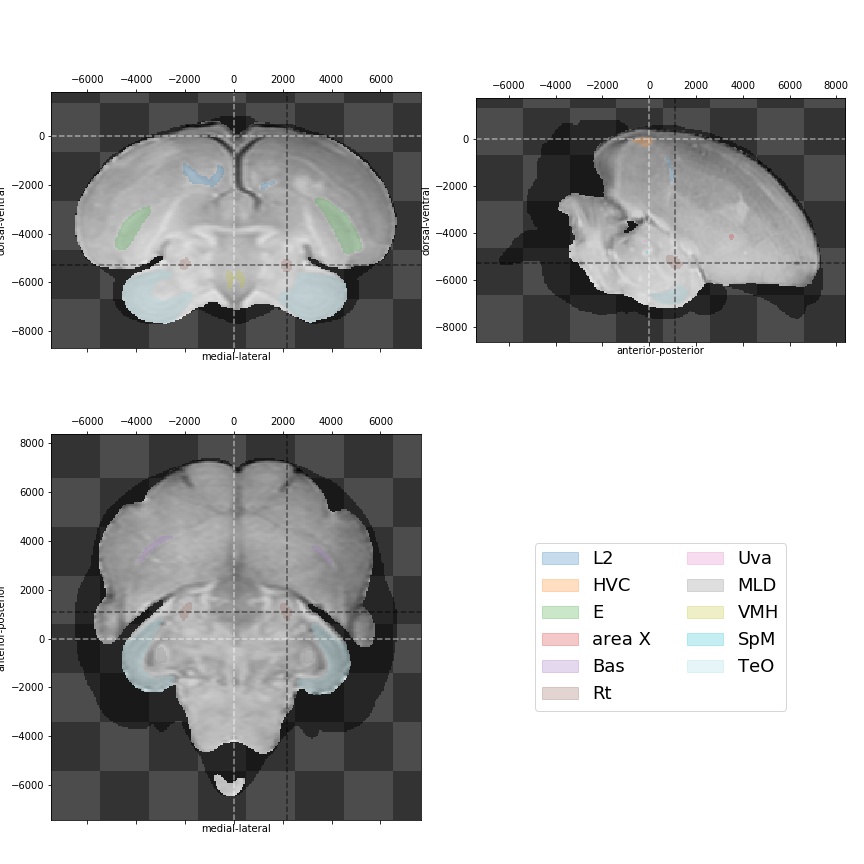 −6000 −4000 −2000 0 2000 4000 6000
0
−2000
−4000
−6000
−8000
dorsal-ventral
medial-lateral
−6000 −4000 −2000 0 2000 4000 6000 8000
0
−2000
−4000
−6000
−8000
dorsal-ventral
anterior-posterior
−6000 −4000 −2000 0 2000 4000 6000
8000
6000
4000
2000
0
−2000
−4000
−6000
anterior-posterior
medial-lateral
L2
HVC
E
area X
Bas
Rt
Uva
MLD
VMH
SpM
TeO